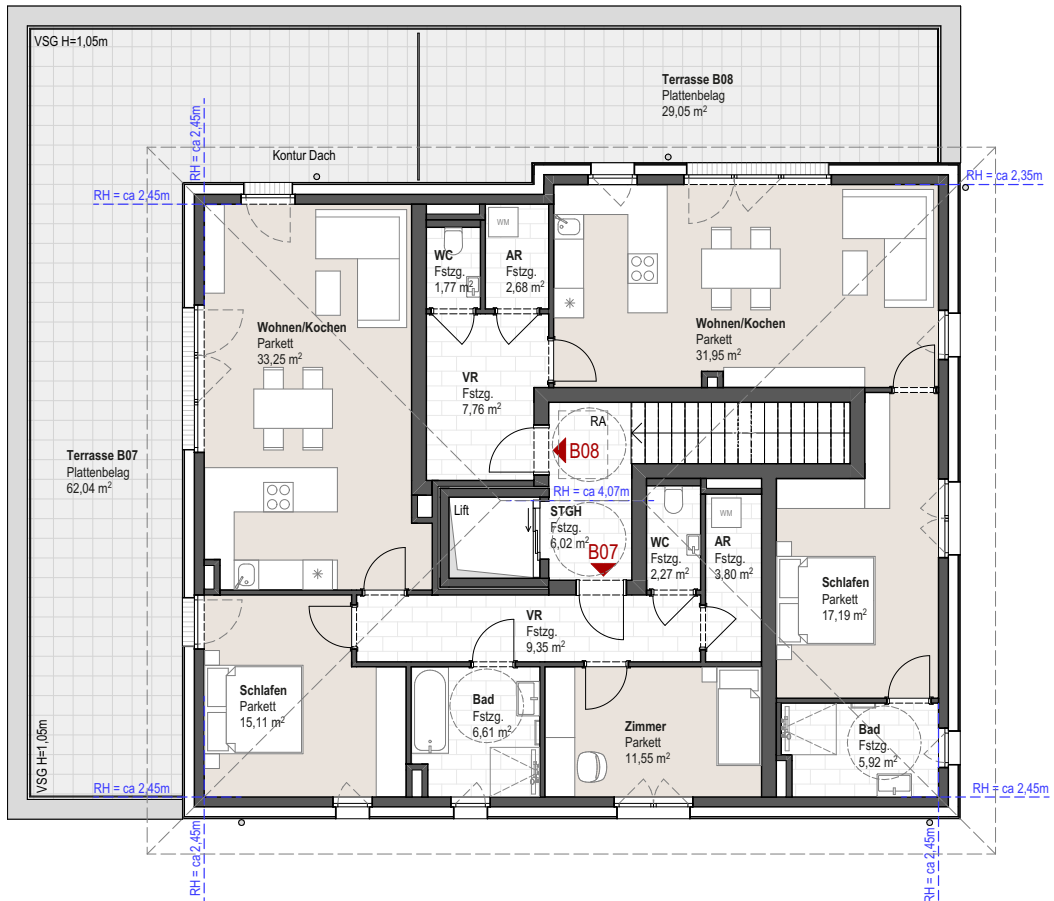 VSG H=1,05m
Terrasse B08
Plattenbelag
29,05 m²
RH = ca 2,45m
Kontur Dach
RH = ca 2,45m
RH = ca 2,35m
WM
WC
Fstzg.
1,77 m²
AR
Fstzg.
2,68 m²
Wohnen/Kochen
Parkett
33,25 m²
Wohnen/Kochen
Parkett
31,95 m²
VR
Fstzg.
7,76 m²
RA
B08
Terrasse B07
Plattenbelag
62,04 m²
RH = ca 4,07m
Lift
STGH
Fstzg.
6,02 m²
B07
WM
WC
Fstzg.
2,27 m²
AR
Fstzg.
3,80 m²
Schlafen
Parkett
17,19 m²
VR
Fstzg.
9,35 m²
Schlafen
Parkett
15,11 m²
Bad
Fstzg.
6,61 m²
Zimmer
Parkett
11,55 m²
Bad
Fstzg.
5,92 m²
VSG H=1,05m
RH = ca 2,45m
RH = ca 2,45m
RH = ca 2,45m
RH = ca 2,45m